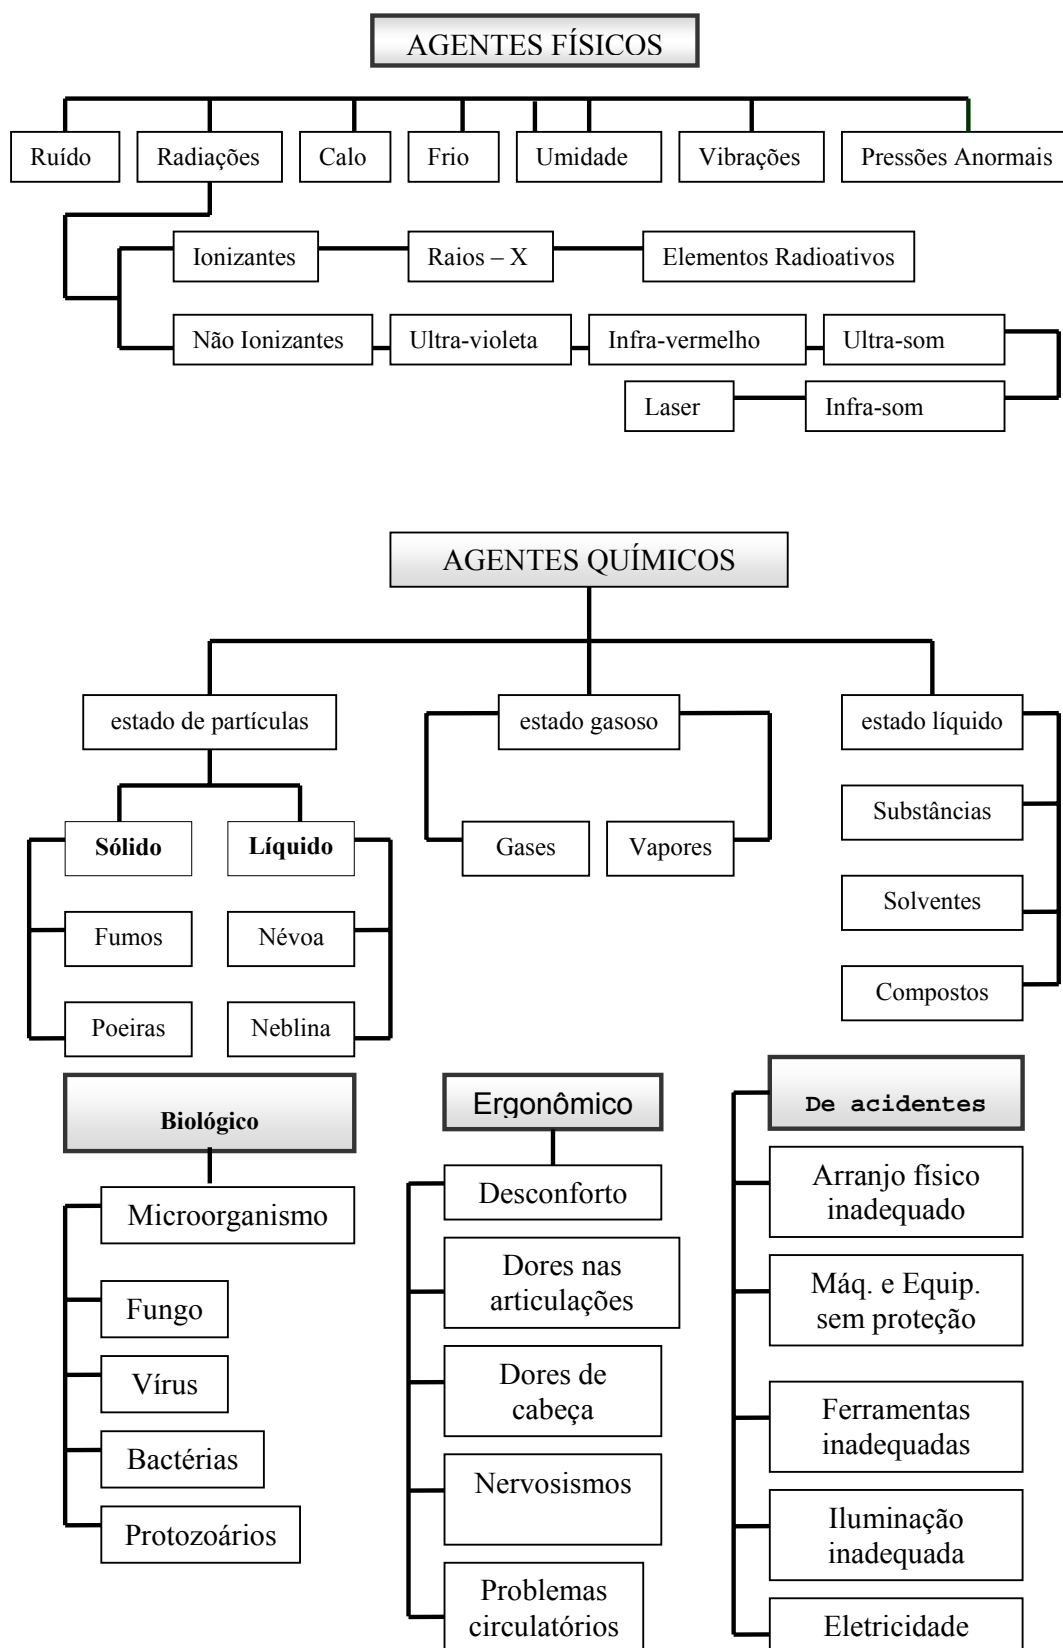 AGENTES FÍSICOS
Ruído
Radiações
Calo
Frio
Umidade
Vibrações
Pressões Anormais
Ionizantes
Raios – X
Elementos Radioativos
Não Ionizantes
Ultra-violeta
Infra-vermelho
Ultra-som
Laser
Infra-som
AGENTES QUÍMICOS
estado de partículas
estado gasoso
estado líquido
Sólido
Líquido
Gases
Vapores
Substâncias
Fumos
Névoa
Solventes
Poeiras
Neblina
Compostos
Biológico
Microorganismo
Fungo
Vírus
Bactérias
Protozoários
Ergonômico
Desconforto
Dores nas
articulações
Dores de
cabeça
Nervosismos
Problemas
circulatórios
De acidentes
Arranjo físico
inadequado
Máq. e Equip.
sem proteção
Ferramentas
inadequadas
Iluminação
inadequada
Eletricidade